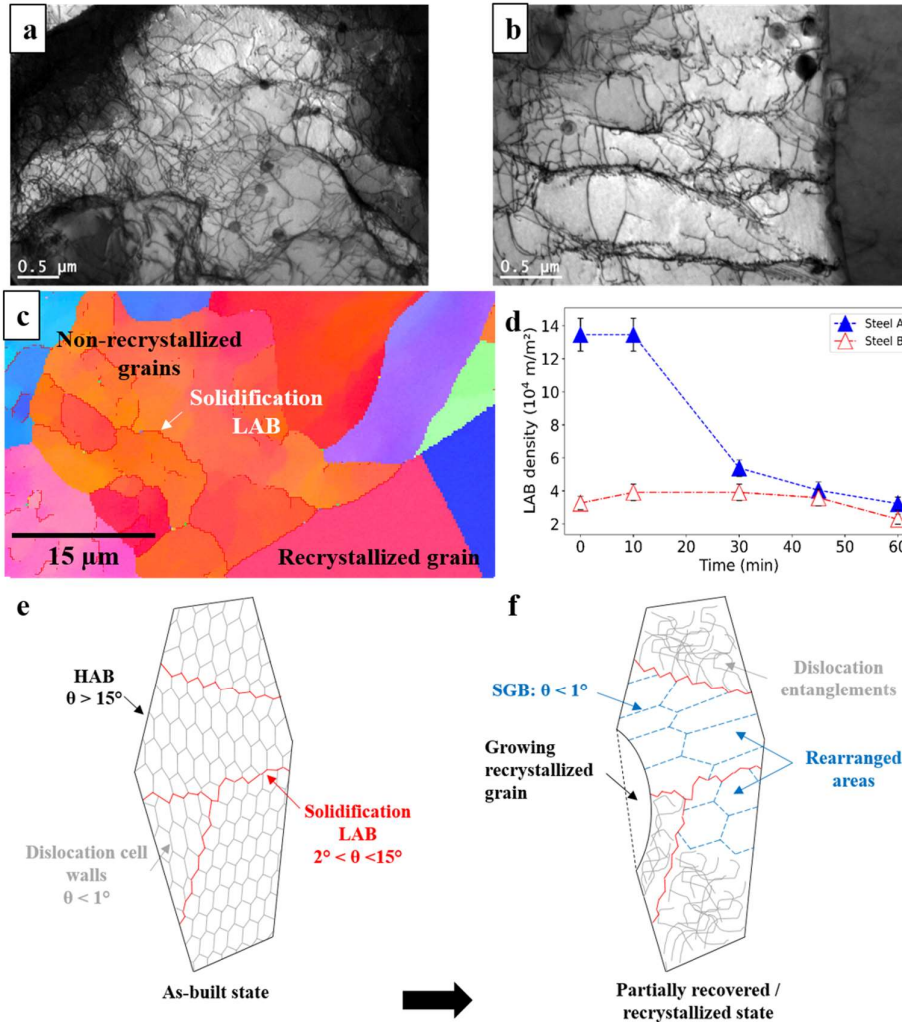 a
0.5 µm
b
0.5 µm
c
Non-recrystallized
grains
Solidification
LAB
15 µm
Recrystallized grain
d
Steel A
Steel B
LAB density (10⁴ m/m²)
14
12
10
8
6
4
2
0
10
20
30
40
50
60
Time (min)
e
HAB
θ > 15°
Solidification
LAB
2° < θ <15°
Dislocation cell
walls
θ < 1°
As-built state
f
Dislocation
entanglements
SGB: θ < 1°
Growing
recrystallized
grain
Rearranged
areas
Partially recovered /
recrystallized state